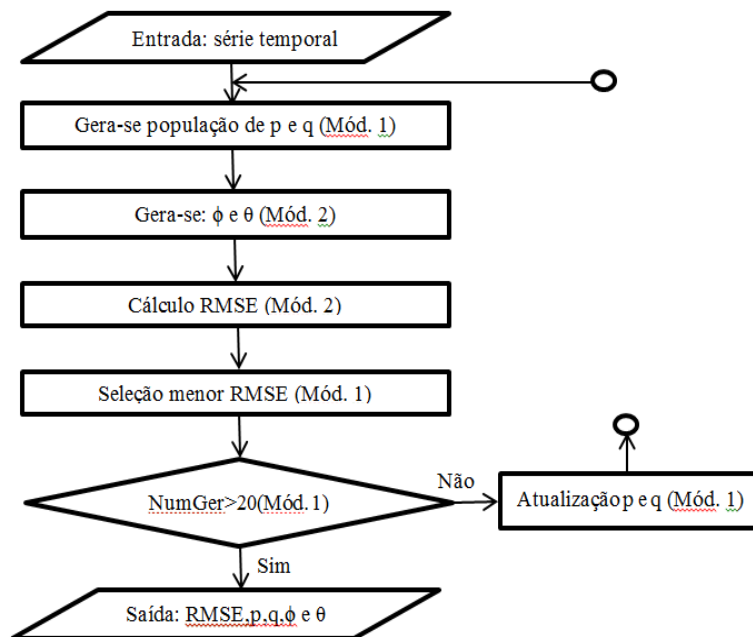 Entrada: série temporal
Gera-se população de p e q (Mód. 1)
Gera-se: ϕ e θ (Mód. 2)
Cálculo RMSE (Mód. 2)
Seleção menor RMSE (Mód. 1)
NumGer>20(Mód. 1)
Não
Atualização p e q (Mód. 1)
Sim
Saída: RMSE,p,q,ϕ e θ